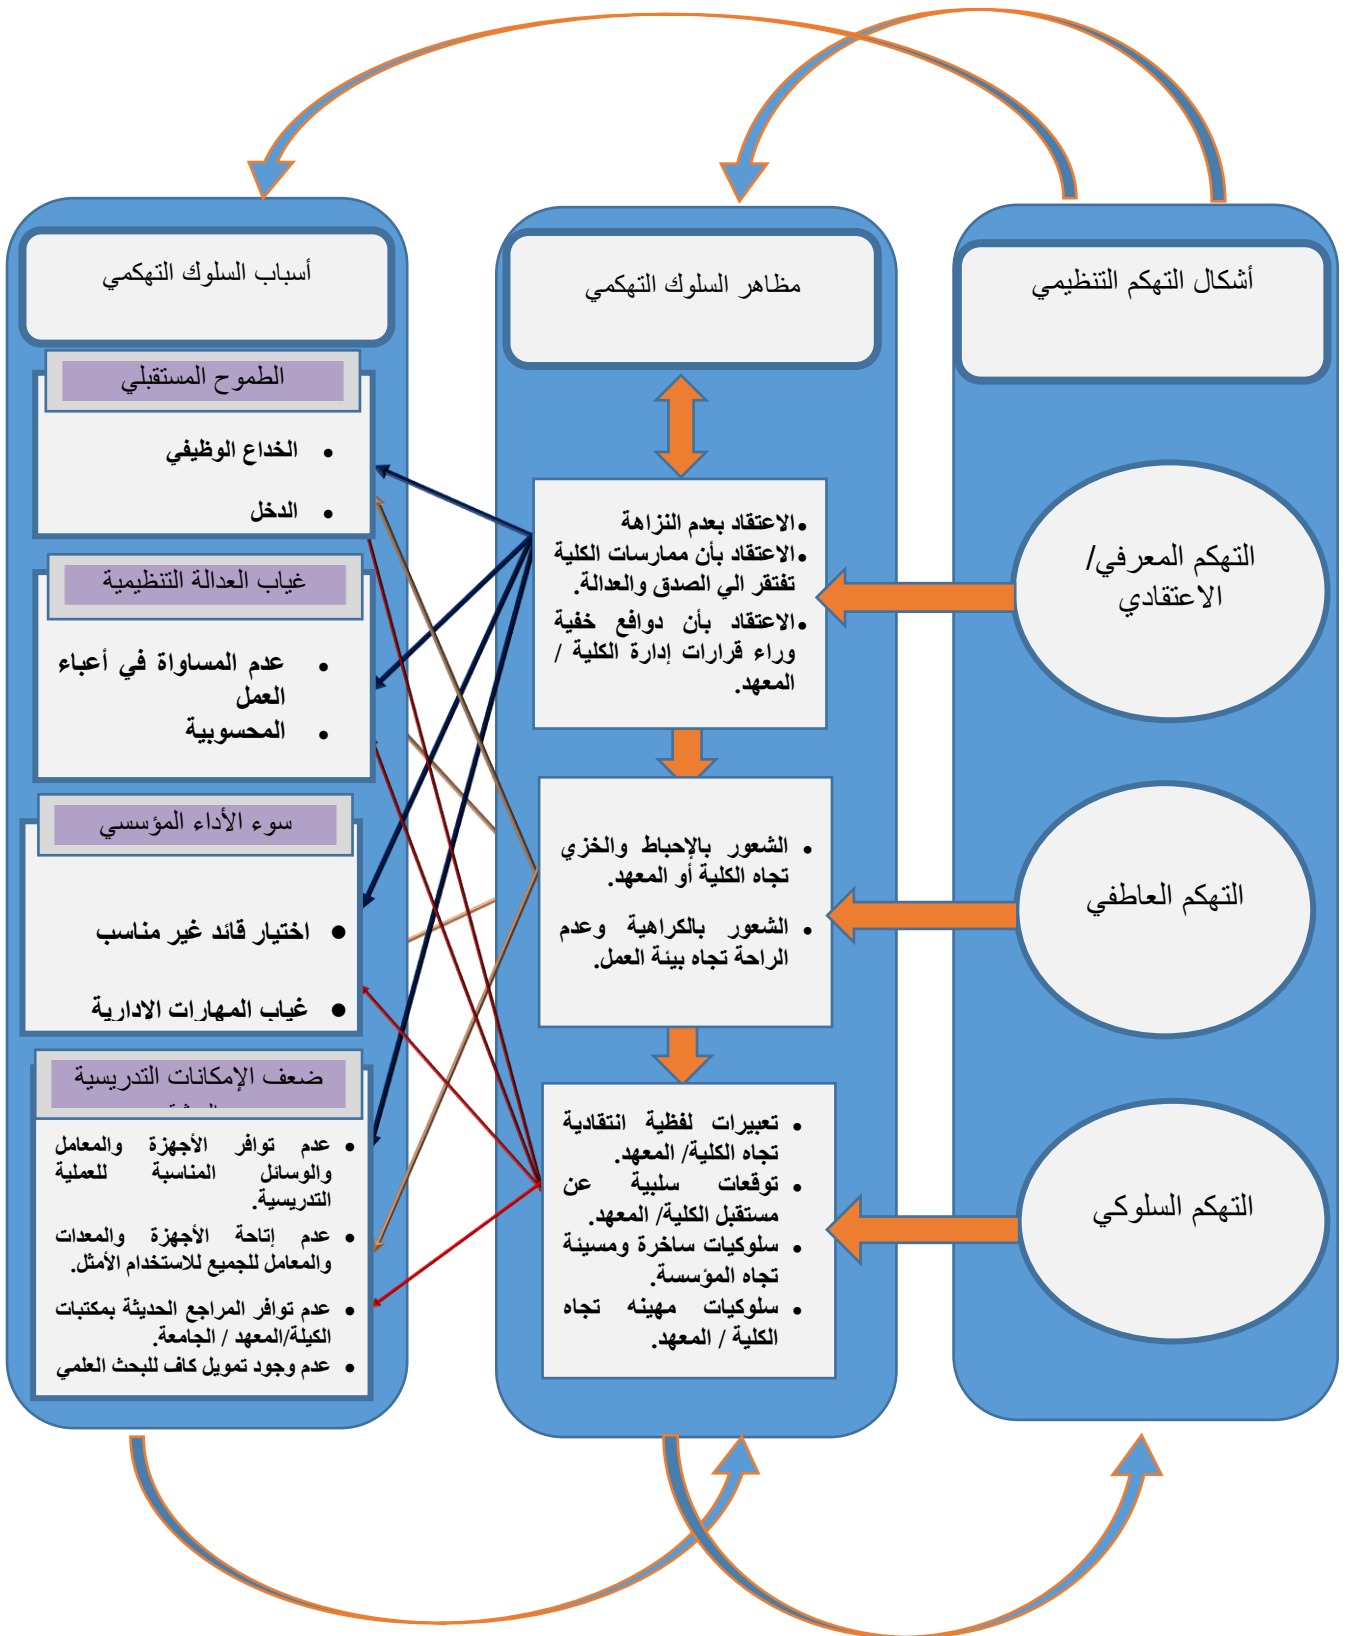 أشكال التهكم التنظيمي
التهكم المعرفي/
الاعتقادي
التهكم العاطفي
التهكم السلوكي
مظاهر السلوك التهكمي
•الاعتقاد بعدم النزاهة
•الاعتقاد بأن ممارسات الكلية
تفتقر الي الصدق والعدالة.
•الاعتقاد بأن دوافع خفية
وراء قرارات إدارة الكلية /
المعهد.
• الشعور بالإحباط والخزي
تجاه الكلية أو المعهد.
• الشعور بالكراهية وعدم
الراحة تجاه بيئة العمل.
• تعبيرات لفظية انتقادية
تجاه الكلية/ المعهد.
• توقعات سلبية عن
مستقبل الكلية/ المعهد.
• سلوكيات ساخرة ومسيئة
تجاه المؤسسة.
• سلوكيات مهينه تجاه
الكلية / المعهد.
أسباب السلوك التهكمي
الطموح المستقبلي
• الخداع الوظيفي
• الدخل
غياب العدالة التنظيمية
• عدم المساواة في أعباء
العمل
• المحسوبية
سوء الأداء المؤسسي
• اختيار قائد غير مناسب
• غياب المهارات الادارية
ضعف الإمكانات التدريسية
• عدم توافر الأجهزة والمعامل
والوسائل المناسبة للعملية
التدريسية.
• عدم إتاحة الأجهزة والمعدات
والمعامل للجميع للاستخدام الأمثل.
• عدم توافر المراجع الحديثة بمكتبات
الكيلة/المعهد / الجامعة.
• عدم وجود تمويل كاف للبحث العلمي